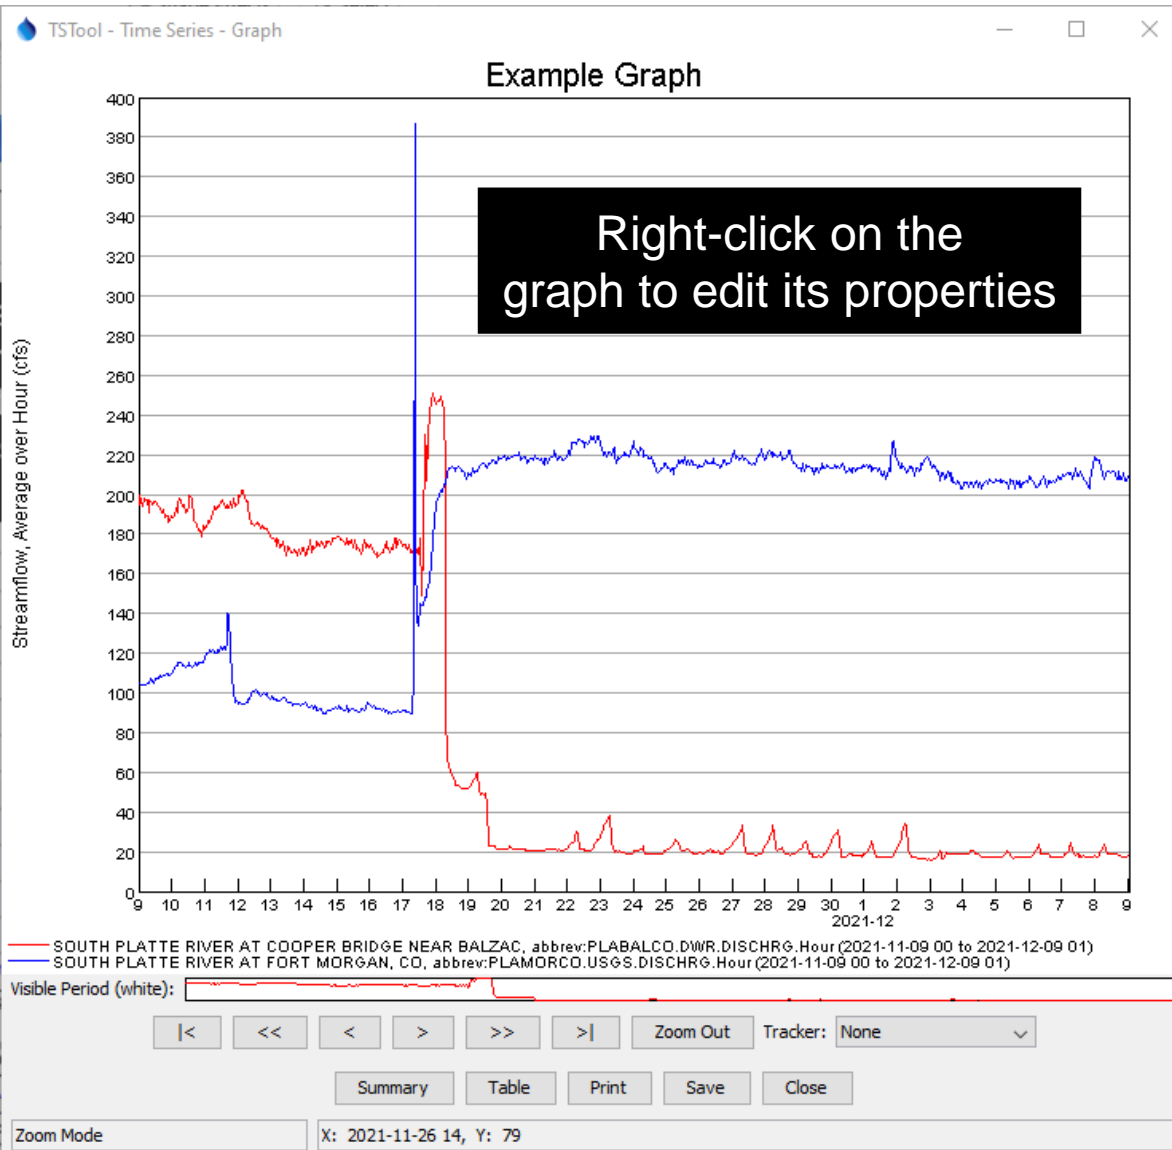 TSTool - Time Series - Graph
Example Graph
400
380
360
340
320
300
280
260
240
220
200
180
160
140
120
100
80
60
40
20
0
Streamflow, Average over Hour (cfs)
Right-click on the
graph to edit its properties
9 10 11 12 13 14 15 16 17 18 19 20 21 22 23 24 25 26 27 28 29 30 1 2 3 4 5 6 7 8 9
2021-12
SOUTH PLATTE RIVER AT COOPER BRIDGE NEAR BALZAC, abbrev:PLABALCO.DWR.DISCHRG.Hour (2021-11-09 00 to 2021-12-09 01)
SOUTH PLATTE RIVER AT FORT MORGAN, CO, abbrev:PLAMORCO.USGS.DISCHRG.Hour (2021-11-09 00 to 2021-12-09 01)
Visible Period (white):
|< << < > >> >| Zoom Out Tracker: None
Summary Table Print Save Close
Zoom Mode X: 2021-11-26 14, Y: 79